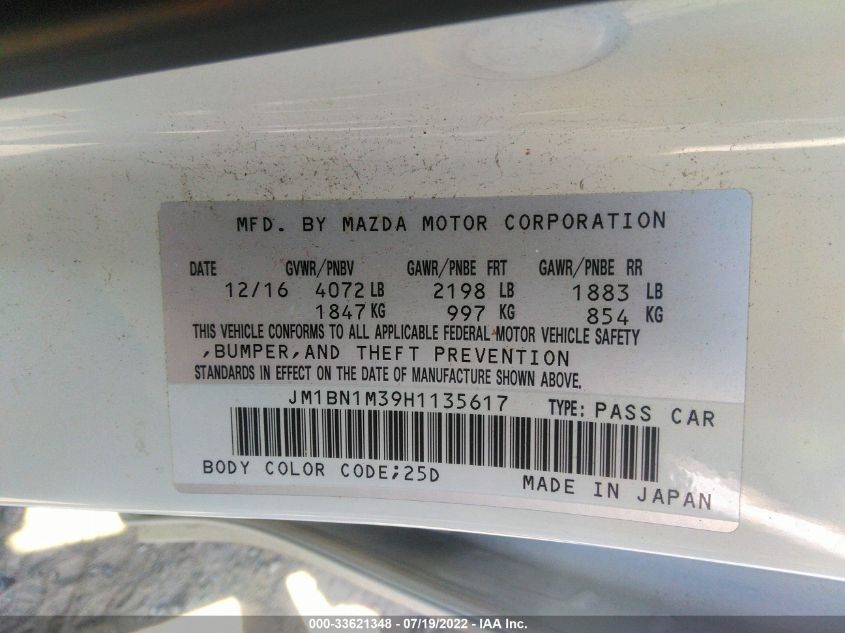 MFD. BY MAZDA MOTOR CORPORATION
DATE GVWR/PNBV GAWR/PNBE FRT GAWR/PNBE RR
12/16 4072 LB 2198 LB 1883 LB
1847 KG 997 KG 854 KG
THIS VEHICLE CONFORMS TO ALL APPLICABLE FEDERAL MOTOR VEHICLE SAFETY
,BUMPER,AND THEFT PREVENTION
STANDARDS IN EFFECT ON THE DATE OF MANUFACTURE SHOWN ABOVE.
JM1BN1M39H1135617 TYPE: PASS CAR
BODY COLOR CODE;25D
MADE IN JAPAN
000-33621348 - 07/19/2022 - IAA Inc.